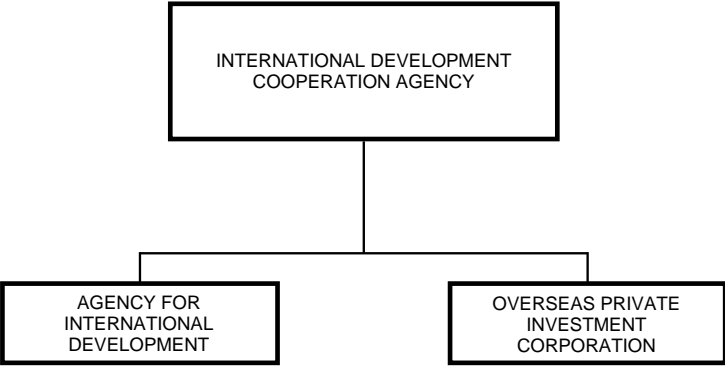 INTERNATIONAL DEVELOPMENT
COOPERATION AGENCY
AGENCY FOR
INTERNATIONAL
DEVELOPMENT
OVERSEAS PRIVATE
INVESTMENT
CORPORATION